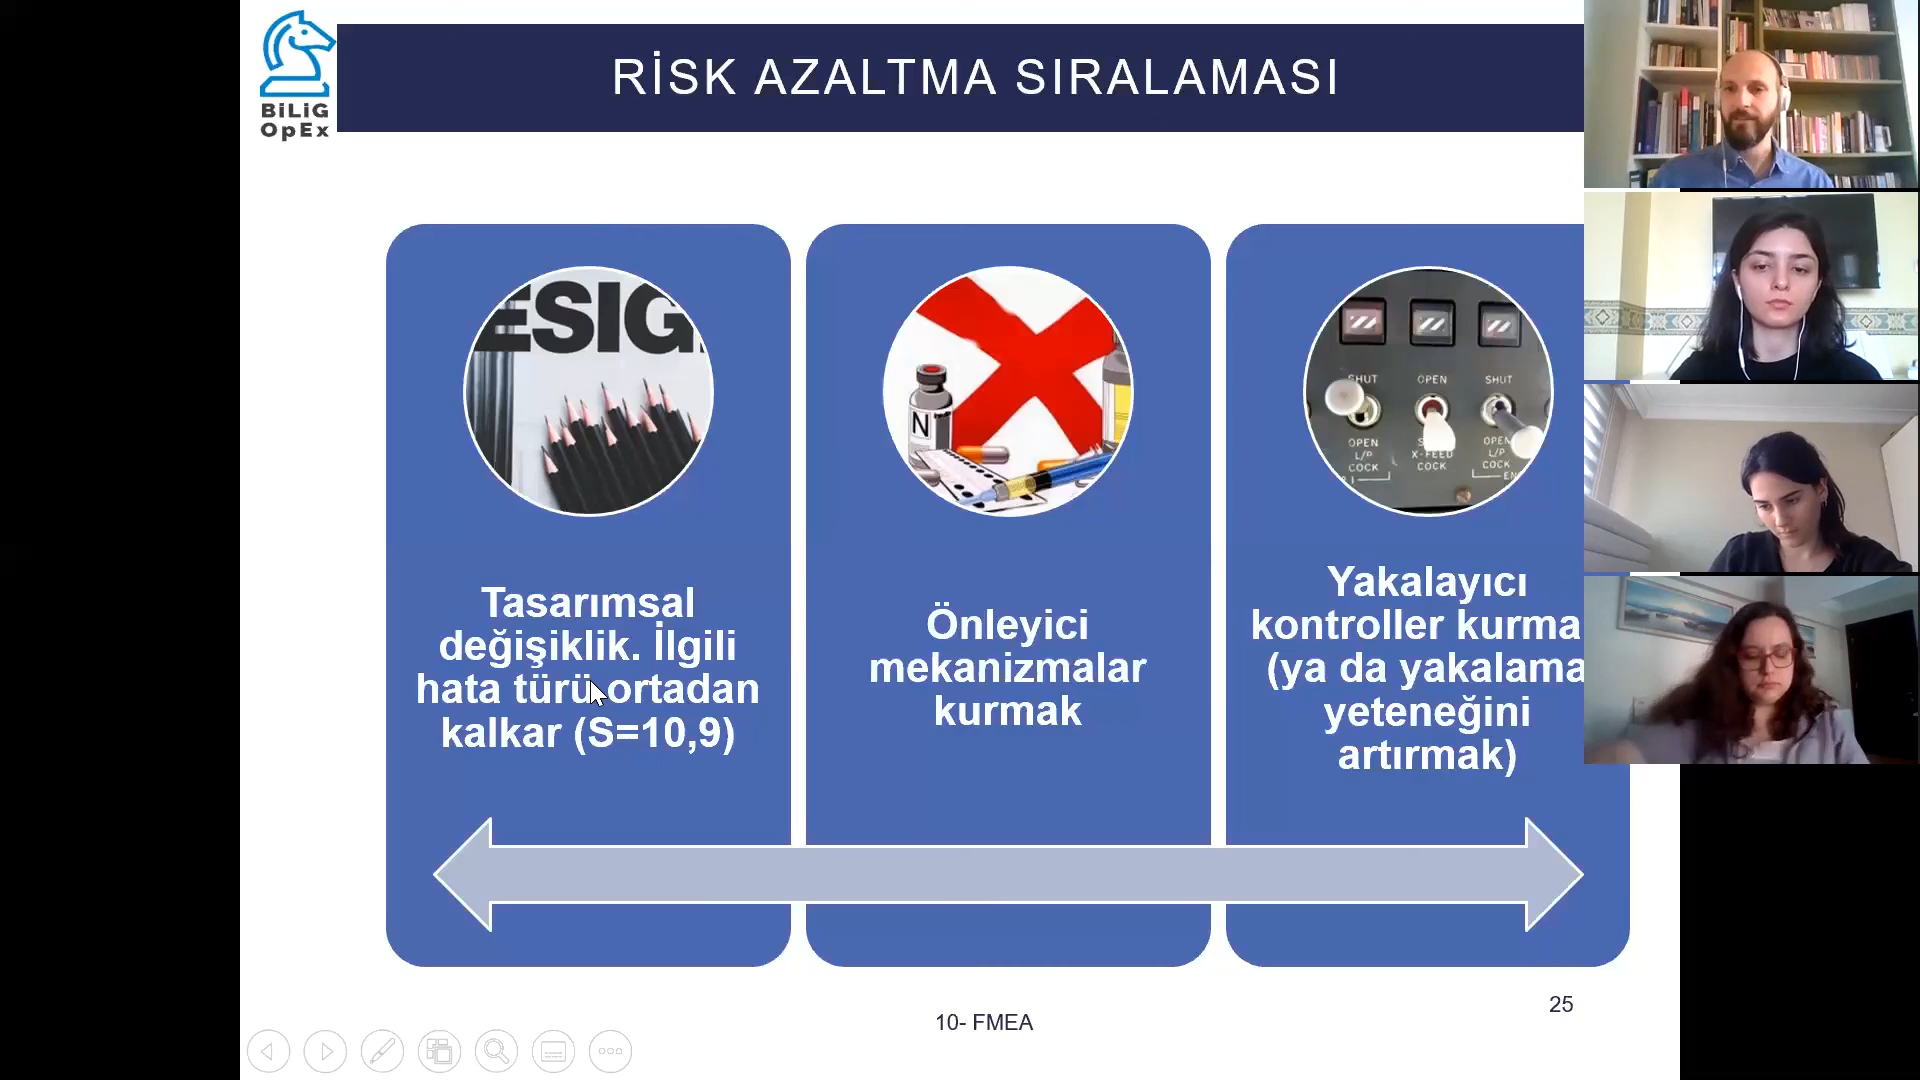 BiLiG
OpEx
RİSK AZALTMA SIRALAMASI
ESIG
N
SHUT
OPEN
SHUT
OPEN
L/P
COCK
X-FEED
COCK
OPEN
L/P
COCK
Tasarımsal
değişiklik. İlgili
hata türü ortadan
kalkar (S=10,9)
Önleyici
mekanizmalar
kurmak
Yakalayıcı
kontroller kurma
(ya da yakalama
yeteneğini
artırmak)
10- FMEA
25